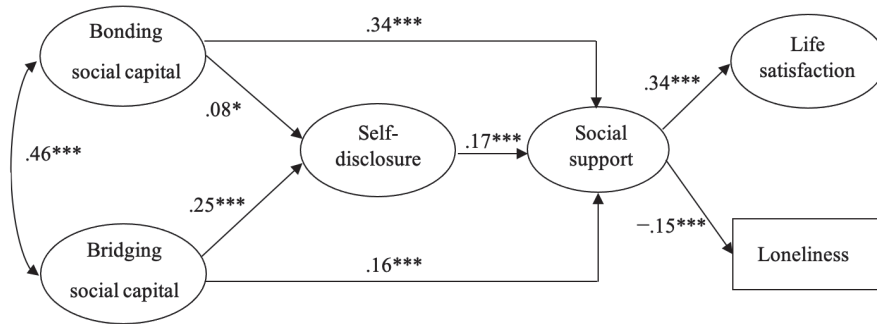 Bonding
social capital
.34***
Life
satisfaction
.34***
.08*
Self-
disclosure
.17***
Social
support
.46***
.25***
−.15***
Bridging
social capital
.16***
Loneliness